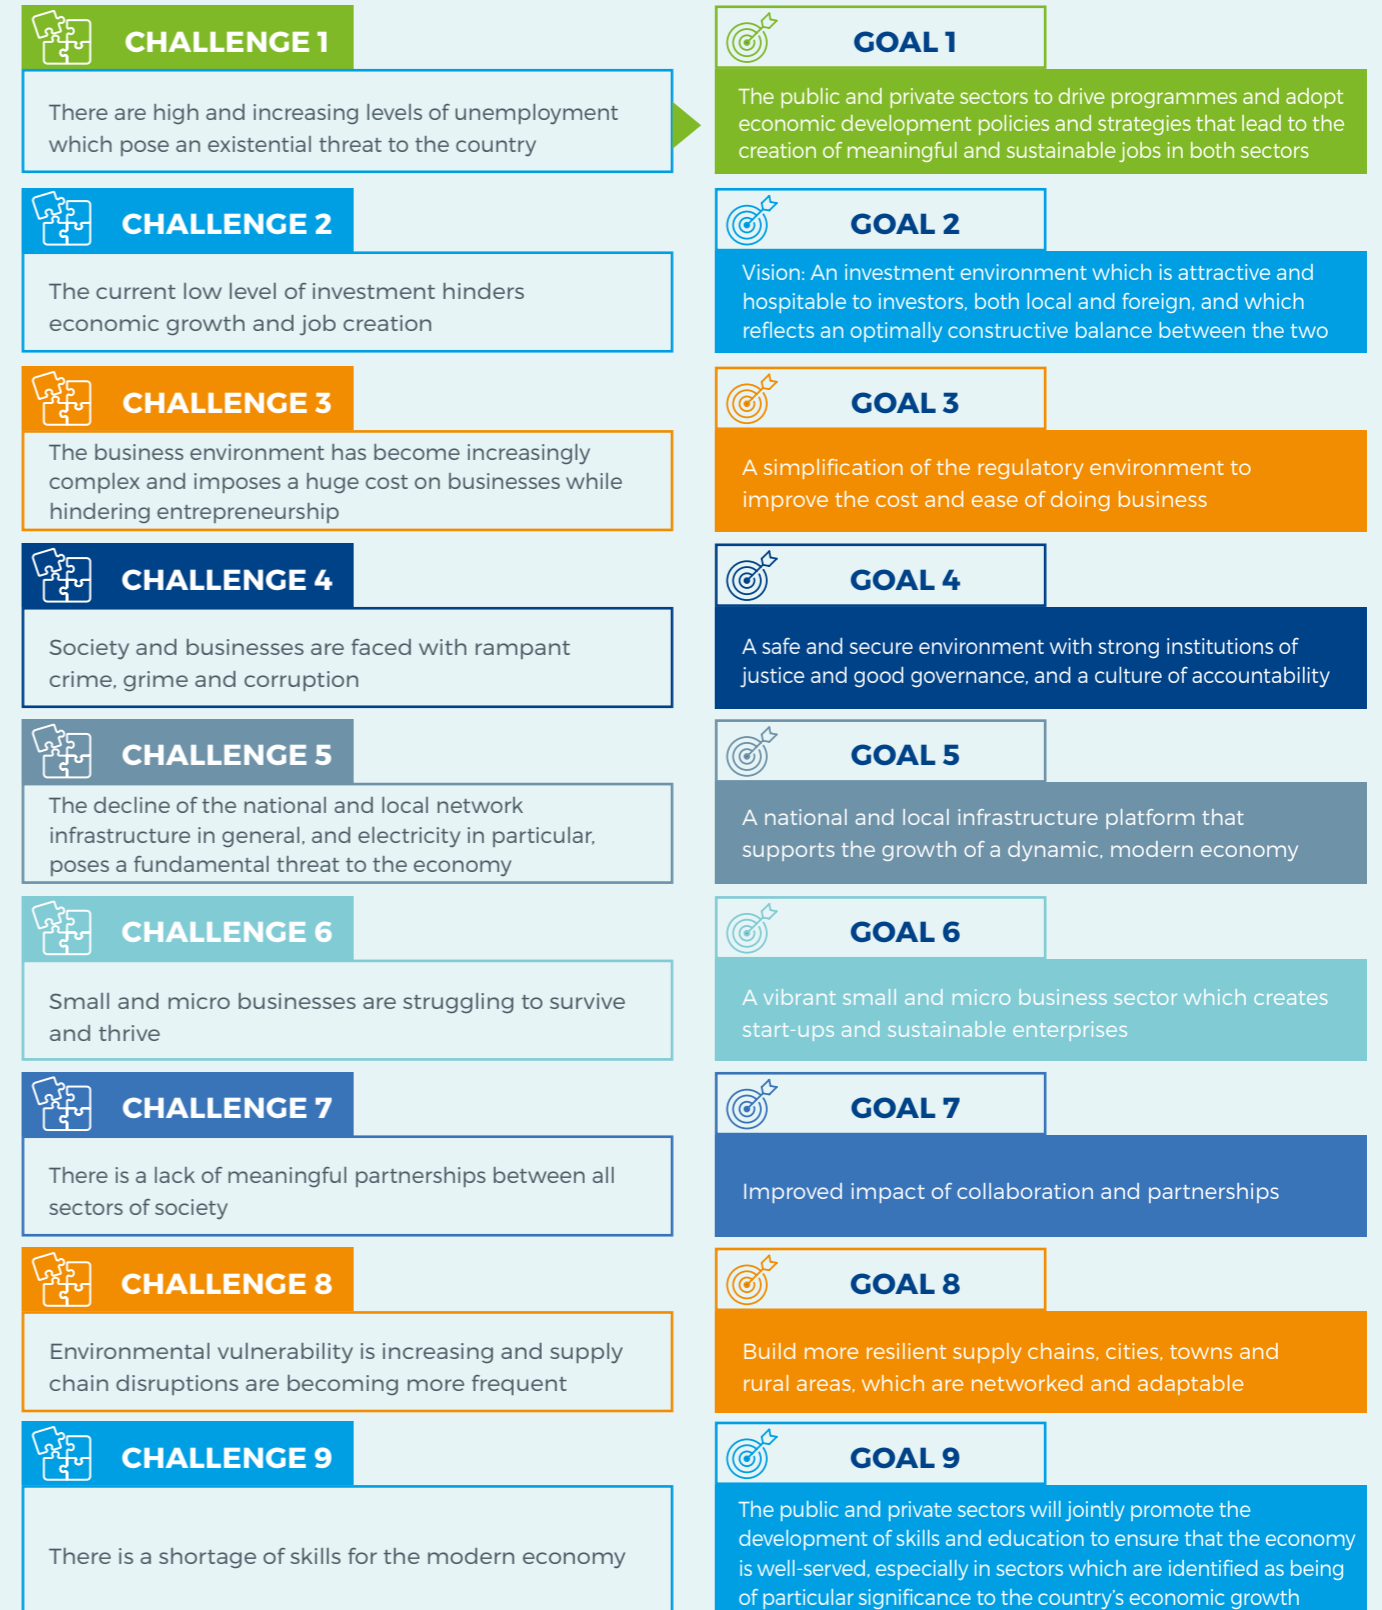 CHALLENGE 1
There are high and increasing levels of unemployment
which pose an existential threat to the country
GOAL 1
The public and private sectors to drive programmes and adopt
economic development policies and strategies that lead to the
creation of meaningful and sustainable jobs in both sectors
CHALLENGE 2
The current low level of investment hinders
economic growth and job creation
GOAL 2
Vision: An investment environment which is attractive and
hospitable to investors, both local and foreign, and which
reflects an optimally constructive balance between the two
CHALLENGE 3
The business environment has become increasingly
complex and imposes a huge cost on businesses while
hindering entrepreneurship
GOAL 3
A simplification of the regulatory environment to
improve the cost and ease of doing business
CHALLENGE 4
Society and businesses are faced with rampant
crime, grime and corruption
GOAL 4
A safe and secure environment with strong institutions of
justice and good governance, and a culture of accountability
CHALLENGE 5
The decline of the national and local network
infrastructure in general, and electricity in particular,
poses a fundamental threat to the economy
GOAL 5
A national and local infrastructure platform that
supports the growth of a dynamic, modern economy
CHALLENGE 6
Small and micro businesses are struggling to survive
and thrive
GOAL 6
A vibrant small and micro business sector which creates
start-ups and sustainable enterprises
CHALLENGE 7
There is a lack of meaningful partnerships between all
sectors of society
GOAL 7
Improved impact of collaboration and partnerships
CHALLENGE 8
Environmental vulnerability is increasing and supply
chain disruptions are becoming more frequent
GOAL 8
Build more resilient supply chains, cities, towns and
rural areas, which are networked and adaptable
CHALLENGE 9
There is a shortage of skills for the modern economy
GOAL 9
The public and private sectors will jointly promote the
development of skills and education to ensure that the economy
is well-served, especially in sectors which are identified as being
of particular significance to the country's economic growth